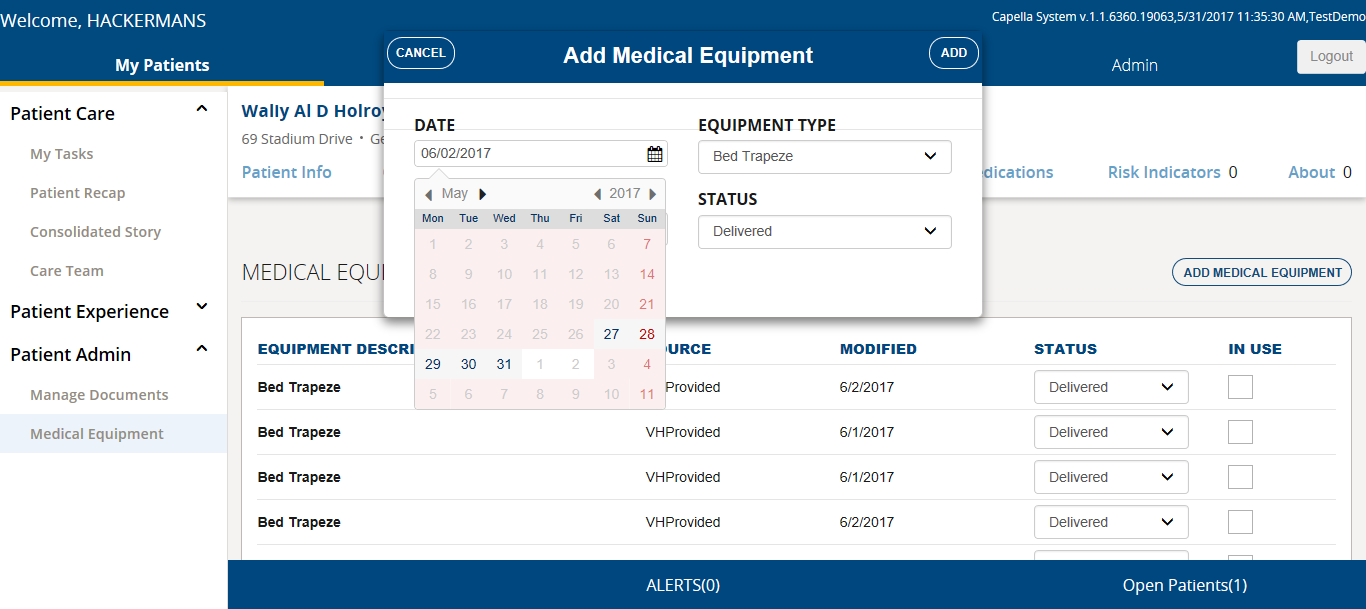 Welcome, HACKERMANS
Capella System v.1.1.6360.19063,5/31/2017 11:35:30 AM,TestDemo
My Patients
Admin
Logout
CANCEL
Add Medical Equipment
ADD
Patient Care
My Tasks
Patient Recap
Consolidated Story
Care Team
Patient Experience
Patient Admin
Manage Documents
Medical Equipment
Wally Al D Holroy
69 Stadium Drive • Ge
Patient Info
dications
Risk Indicators 0
About 0
DATE
06/02/2017
EQUIPMENT TYPE
Bed Trapeze
STATUS
Delivered
May 2017
Mon Tue Wed Thu Fri Sat Sun
1 2 3 4 5 6 7
8 9 10 11 12 13 14
15 16 17 18 19 20 21
22 23 24 25 26 27 28
29 30 31 1 2 3 4
5 6 7 8 9 10 11
MEDICAL EQUI
ADD MEDICAL EQUIPMENT
EQUIPMENT DESCRI OURCE MODIFIED STATUS IN USE
Bed Trapeze HProvided 6/2/2017 Delivered
Bed Trapeze VHProvided 6/1/2017 Delivered
Bed Trapeze VHProvided 6/1/2017 Delivered
Bed Trapeze VHProvided 6/2/2017 Delivered
ALERTS(0)
Open Patients(1)